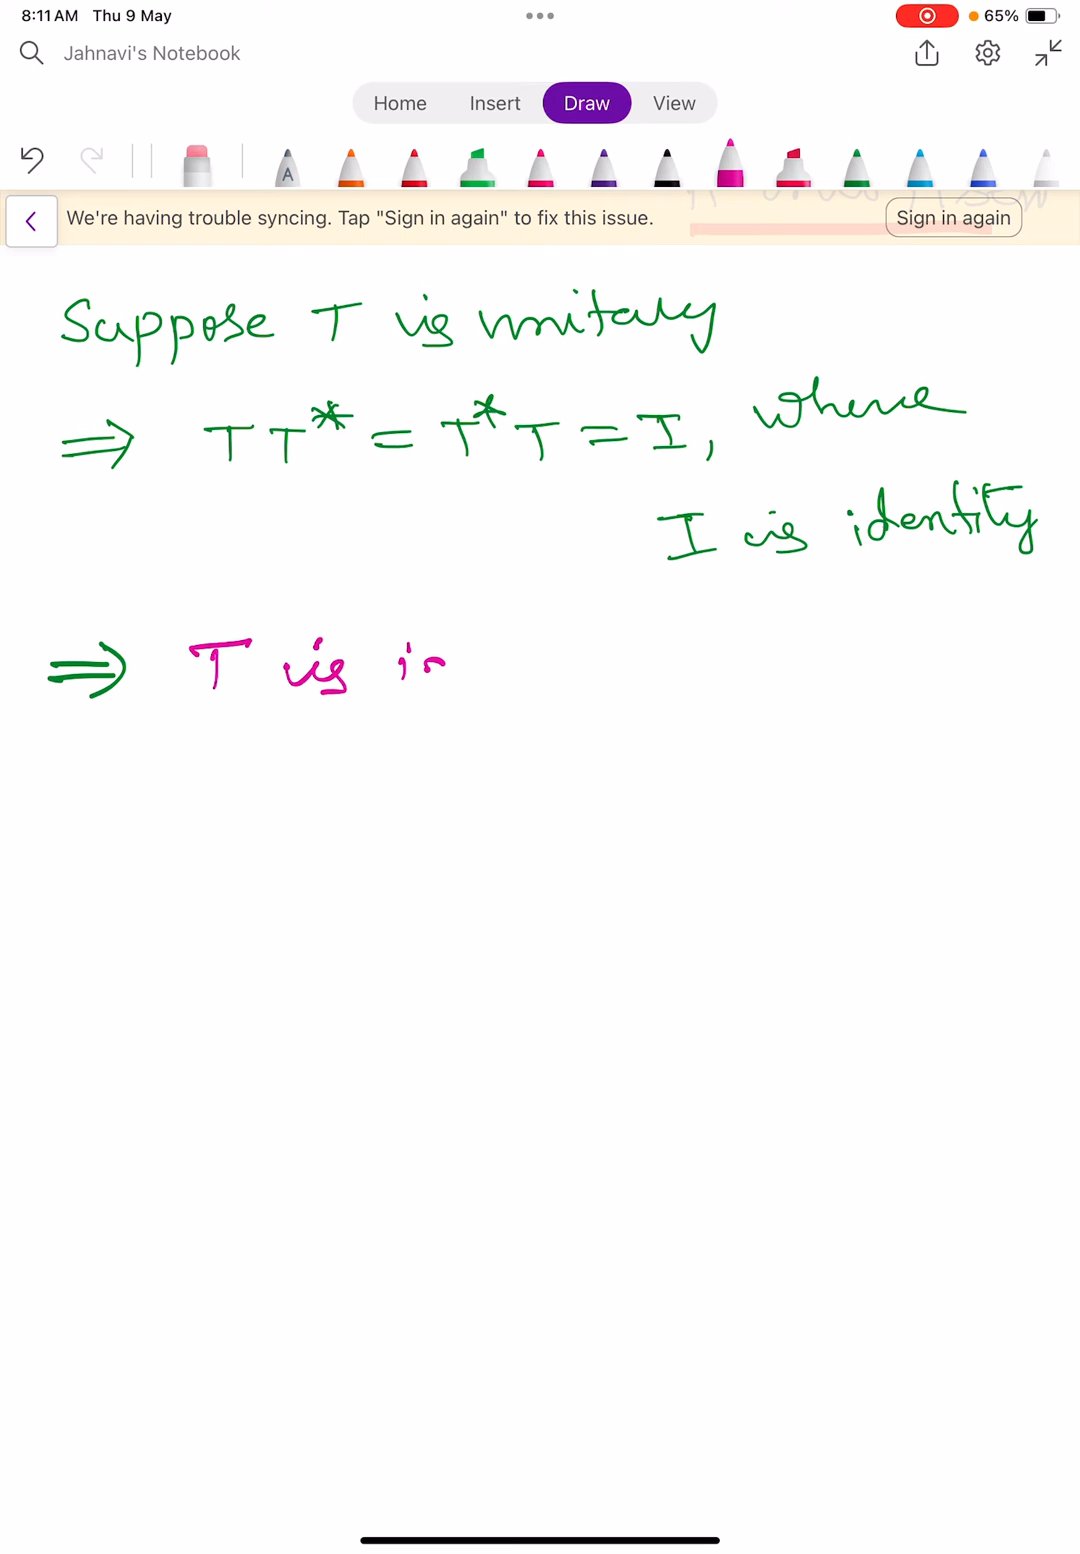 8:11 AM Thu 9 May 65%
Jahnavi's Notebook
Home Insert Draw View
A
We're having trouble syncing. Tap "Sign in again" to fix this issue. Sign in again
Suppose T is unitary
⇒ TT* = T*T = I, where
I is identity
⇒ T is in